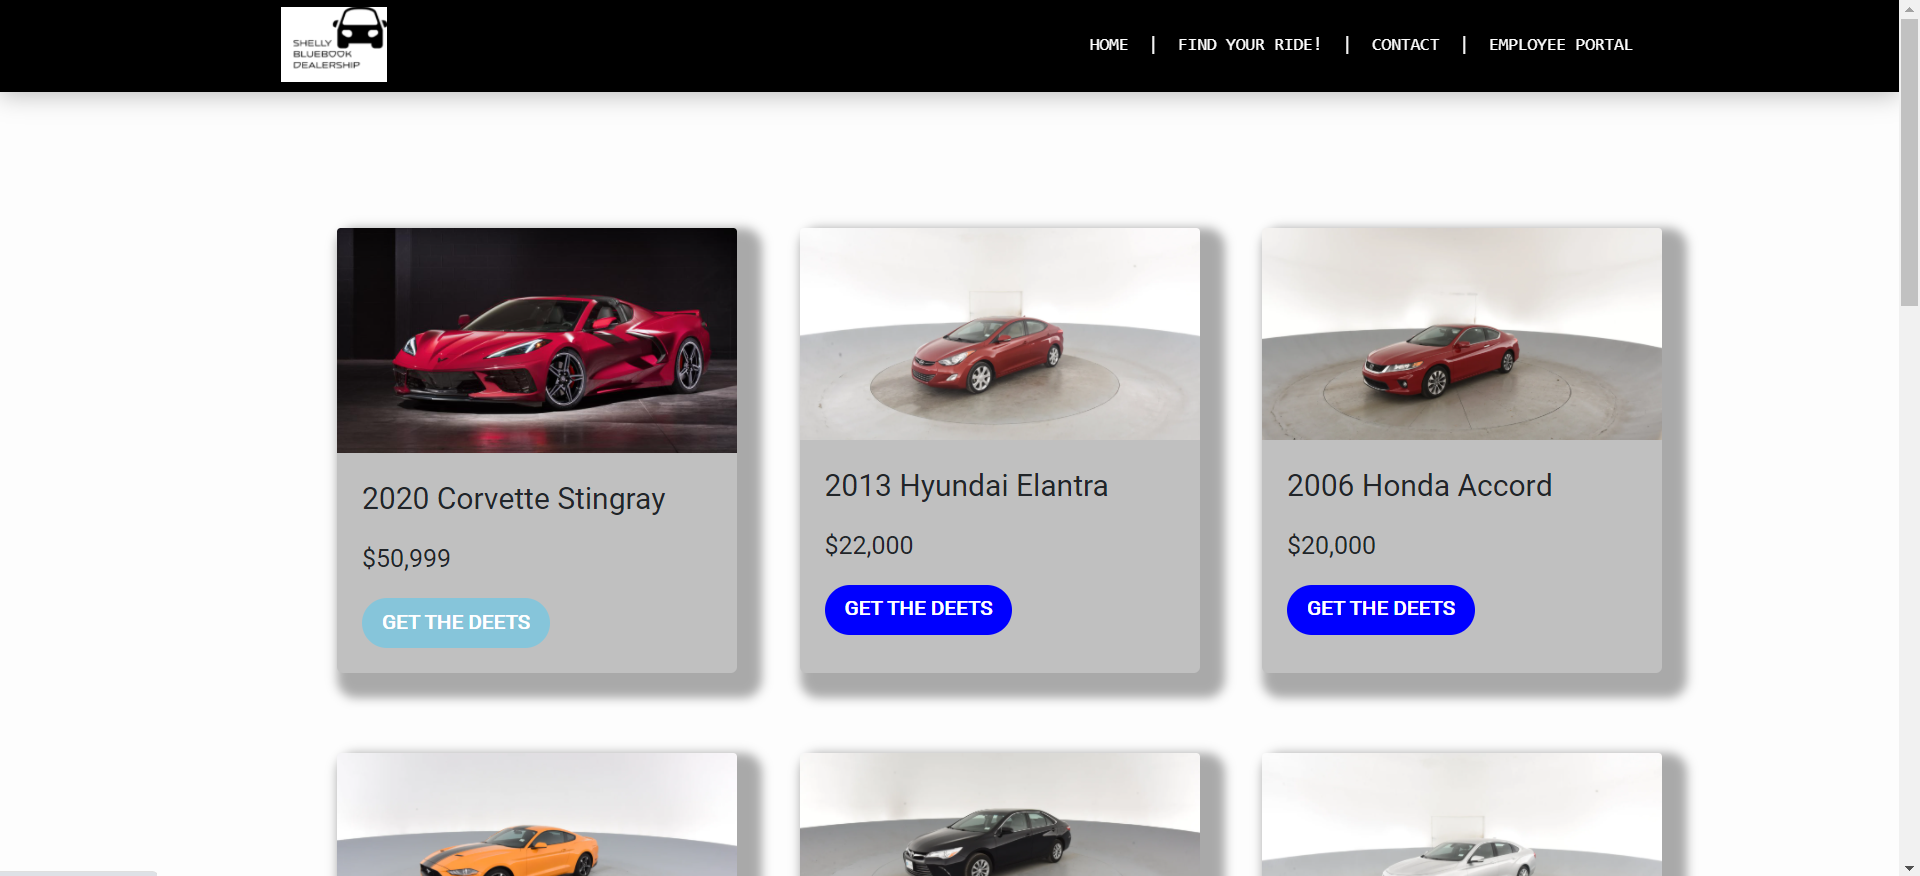 SHELLY
BLUEBOOK
DEALERSHIP
HOME | FIND YOUR RIDE! | CONTACT | EMPLOYEE PORTAL
2020 Corvette Stingray
$50,999
GET THE DEETS
2013 Hyundai Elantra
$22,000
GET THE DEETS
2006 Honda Accord
$20,000
GET THE DEETS